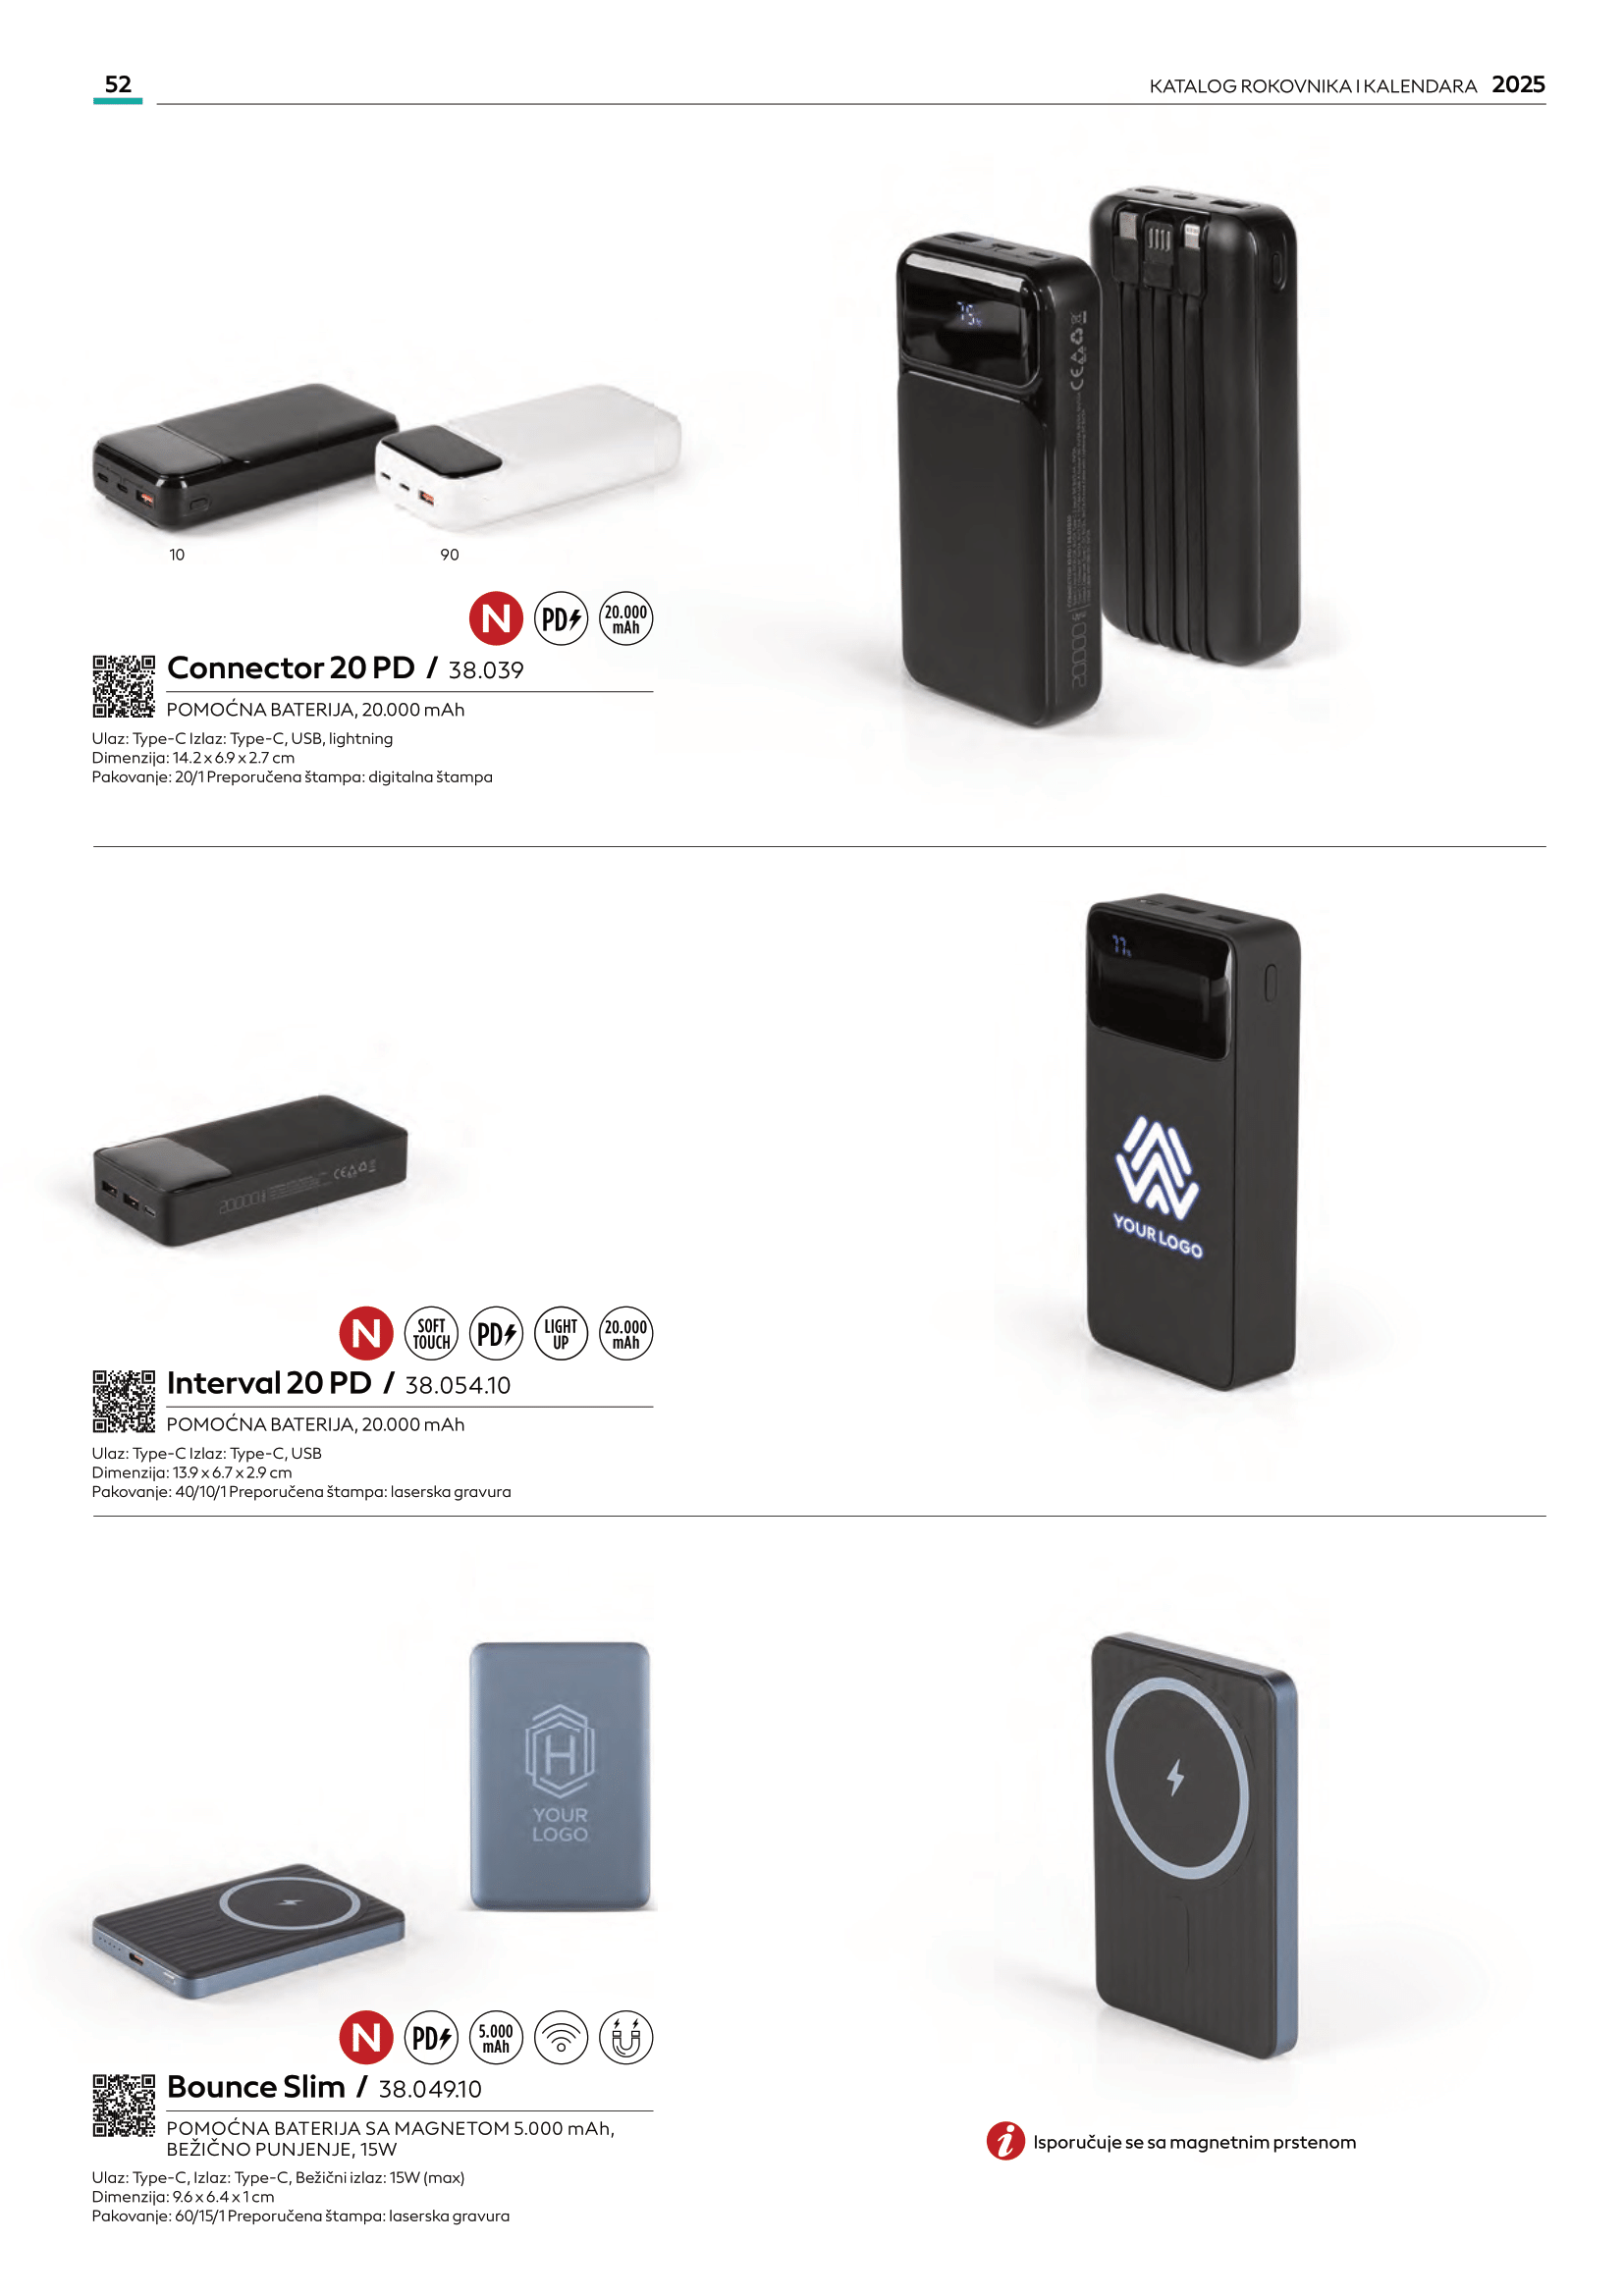 52
KATALOG ROKOVNIKA I KALENDARA 2025
75%
20000
10
90
N
PD
20.000 mAh
Connector 20 PD / 38.039
POMOĆNA BATERIJA, 20.000 mAh
Ulaz: Type-C Izlaz: Type-C, USB, lightning
Dimenzija: 14.2 x 6.9 x 2.7 cm
Pakovanje: 20/1 Preporučena štampa: digitalna štampa
77%
YOUR LOGO
20000
N
SOFT TOUCH
PD
LIGHT UP
20.000 mAh
Interval 20 PD / 38.054.10
POMOĆNA BATERIJA, 20.000 mAh
Ulaz: Type-C Izlaz: Type-C, USB
Dimenzija: 13.9 x 6.7 x 2.9 cm
Pakovanje: 40/10/1 Preporučena štampa: laserska gravura
H
YOUR
LOGO
N
PD
5.000 mAh
Bounce Slim / 38.049.10
POMOĆNA BATERIJA SA MAGNETOM 5.000 mAh,
BEŽIČNO PUNJENJE, 15W
Ulaz: Type-C, Izlaz: Type-C, Bežični izlaz: 15W (max)
Dimenzija: 9.6 x 6.4 x 1 cm
Pakovanje: 60/15/1 Preporučena štampa: laserska gravura
i Isporučuje se sa magnetnim prstenom